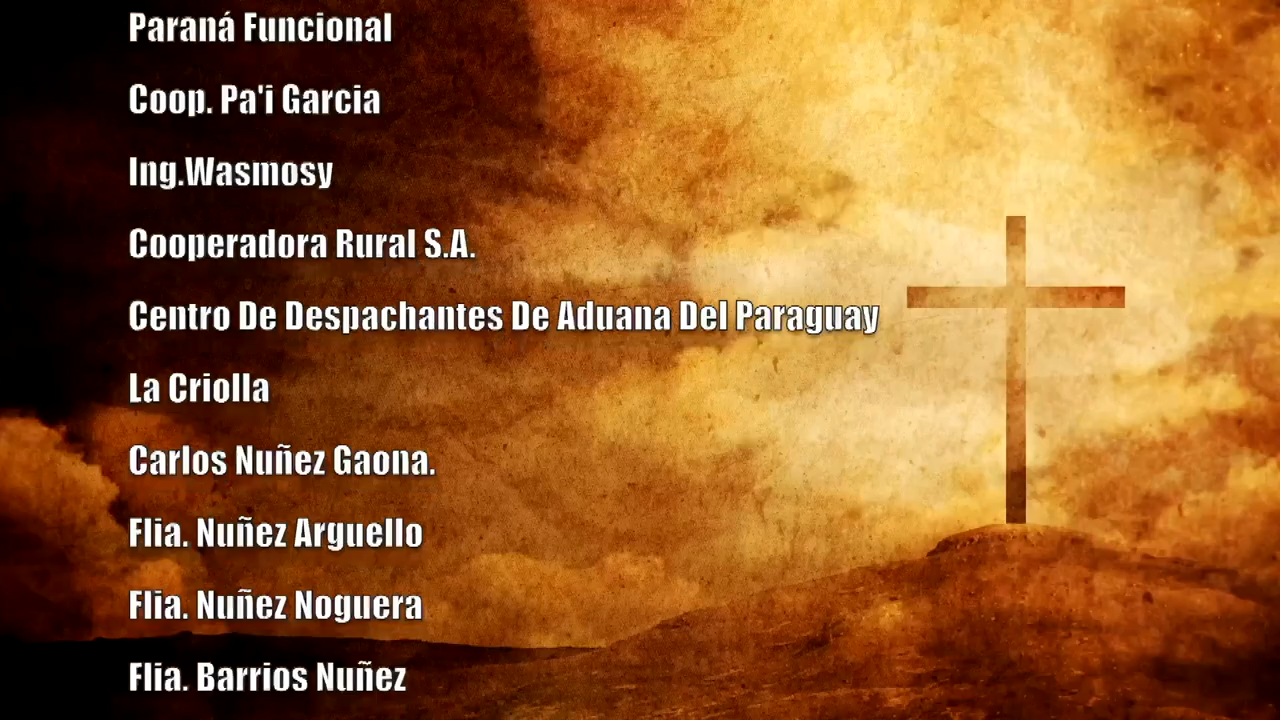 Paraná Funcional
Coop. Pa'i Garcia
Ing.Wasmosy
Cooperadora Rural S.A.
Centro De Despachantes De Aduana Del Paraguay
La Criolla
Carlos Nuñez Gaona.
Flia. Nuñez Arguello
Flia. Nuñez Noguera
Flia. Barrios Nuñez